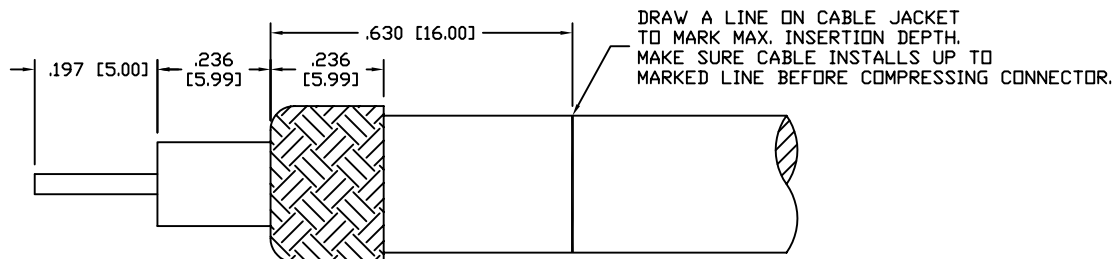 .630 [16.00]
.197 [5.00]
.236
[5.99]
.236
[5.99]
DRAW A LINE ON CABLE JACKET
TO MARK MAX. INSERTION DEPTH.
MAKE SURE CABLE INSTALLS UP TO
MARKED LINE BEFORE COMPRESSING CONNECTOR.